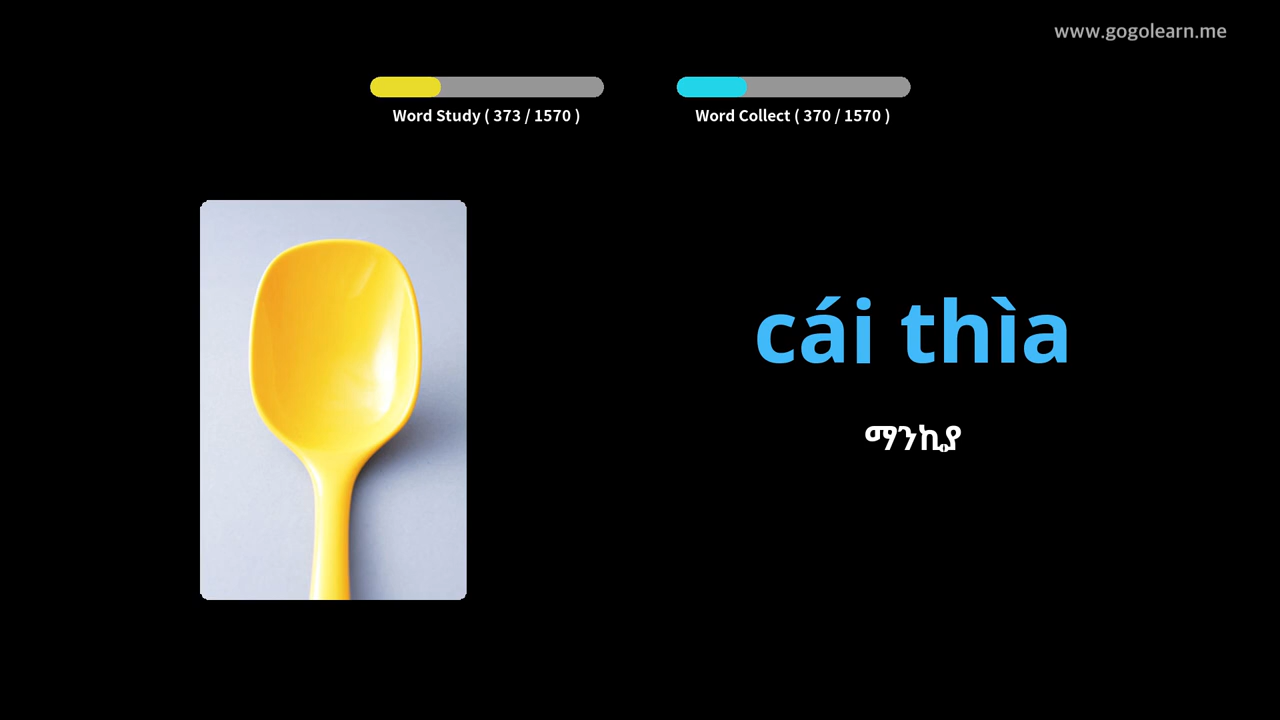 www.gogolearn.me
Word Study ( 373 / 1570 )
Word Collect ( 370 / 1570 )
cái thìa
ማንኪያ